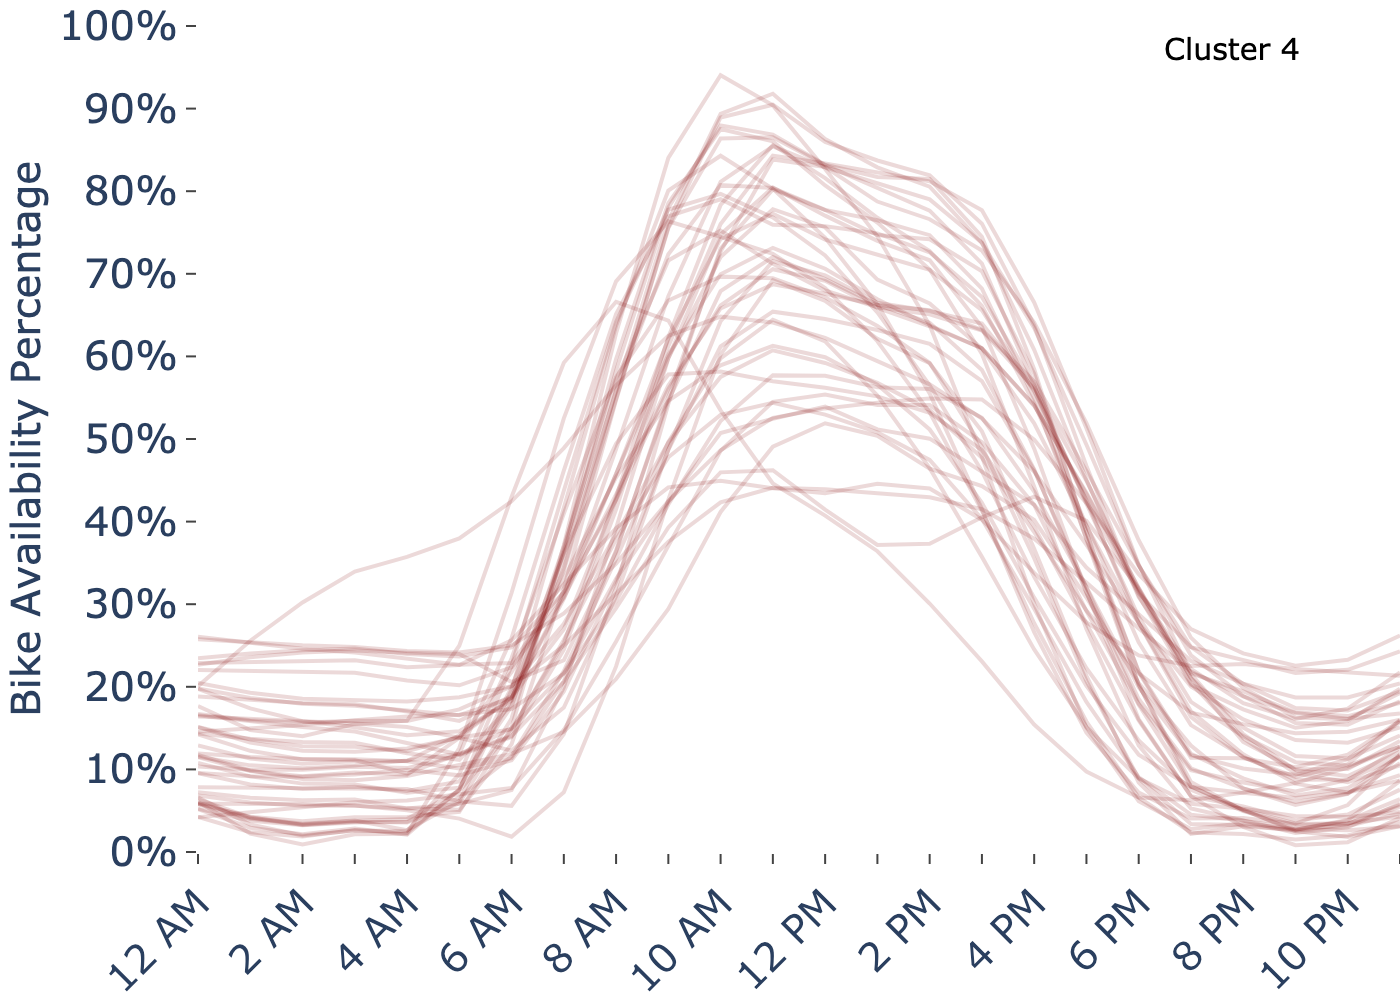 Cluster 4
Bike Availability Percentage
100%
90%
80%
70%
60%
50%
40%
30%
20%
10%
0%
12 AM
2 AM
4 AM
6 AM
8 AM
10 AM
12 PM
2 PM
4 PM
6 PM
8 PM
10 PM